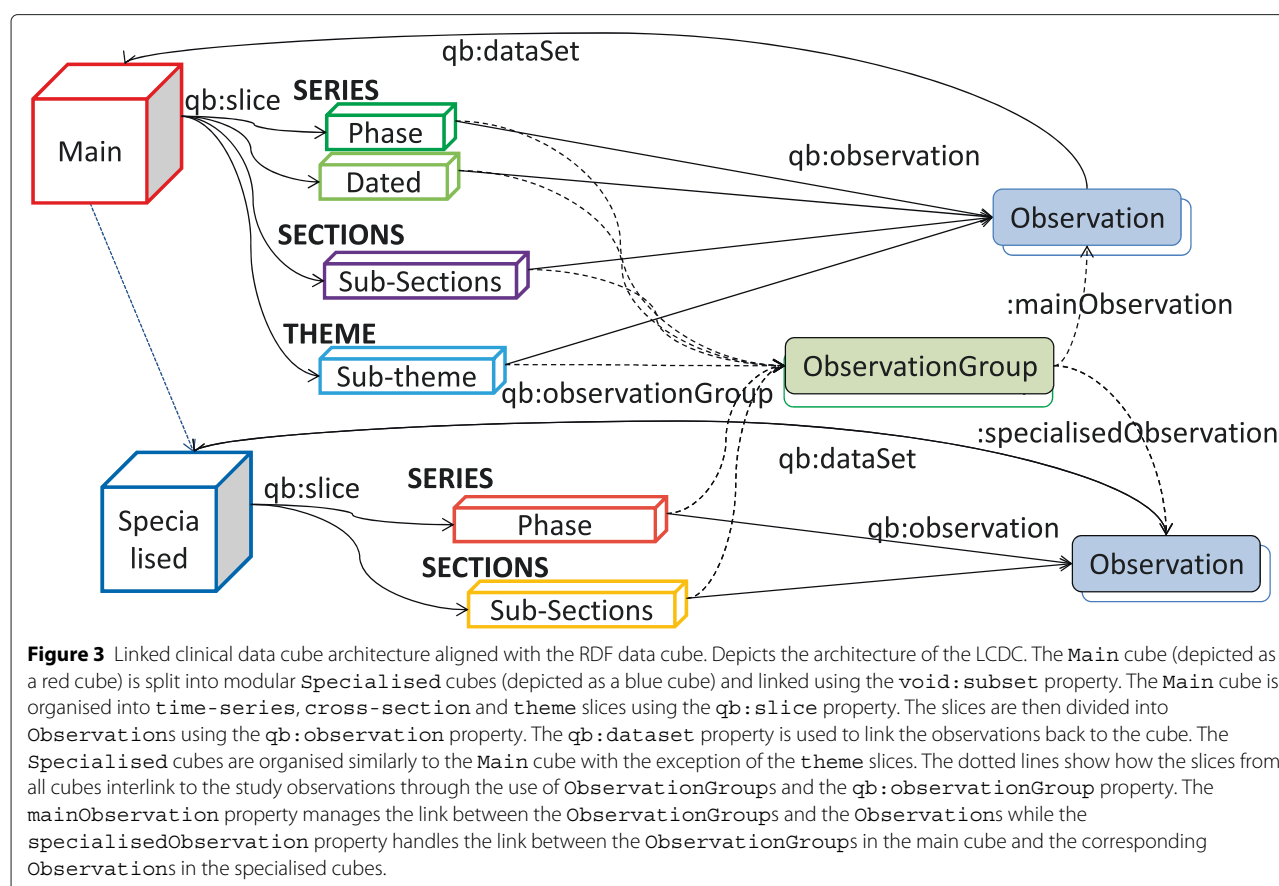 qb:dataSet
qb:slice
SERIES
Main
Phase
qb:observation
Dated
Observation
SECTIONS
Sub-Sections
:mainObservation
THEME
ObservationGroup
Sub-theme
qb:observationGroup
:specialisedObservation
qb:dataSet
qb:slice
SERIES
Specia
lised
Phase
qb:observation
SECTIONS
Observation
Sub-Sections
Figure 3 Linked clinical data cube architecture aligned with the RDF data cube. Depicts the architecture of the LCDC. The Main cube (depicted as
a red cube) is split into modular Specialised cubes (depicted as a blue cube) and linked using the void:subset property. The Main cube is
organised into time-series, cross-section and theme slices using the qb:slice property. The slices are then divided into
Observations using the qb:observation property. The qb:dataset property is used to link the observations back to the cube. The
Specialised cubes are organised similarly to the Main cube with the exception of the theme slices. The dotted lines show how the slices from
all cubes interlink to the study observations through the use of ObservationGroups and the qb:observationGroup property. The
mainObservation property manages the link between the ObservationGroups and the Observations while the
specialisedObservation property handles the link between the ObservationGroups in the main cube and the corresponding
Observations in the specialised cubes.